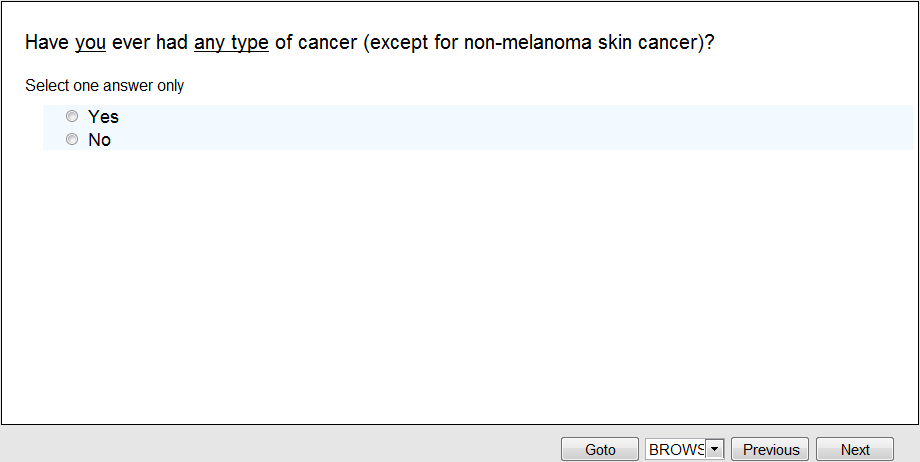 Have you ever had any type of cancer (except for non-melanoma skin cancer)?
Select one answer only
Yes
No
Goto BROWS Previous Next